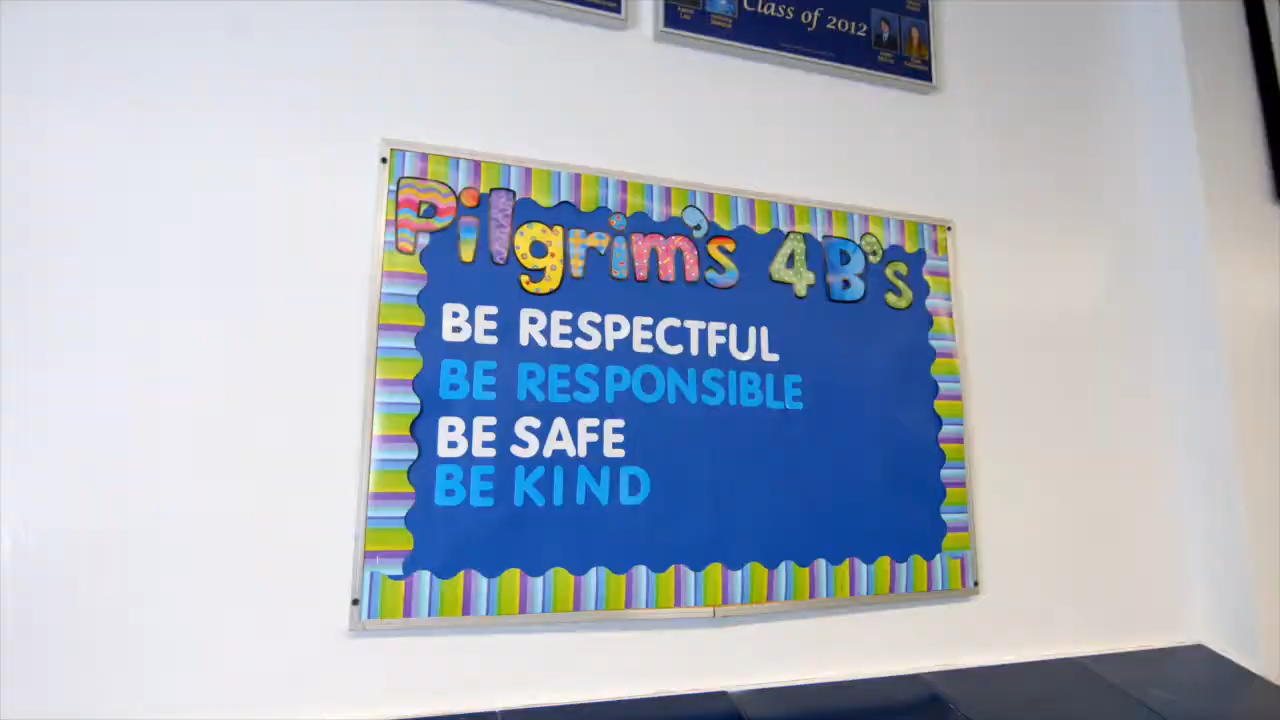 Class of 2012
Pilgrim's 4B's
BE RESPECTFUL
BE RESPONSIBLE
BE SAFE
BE KIND